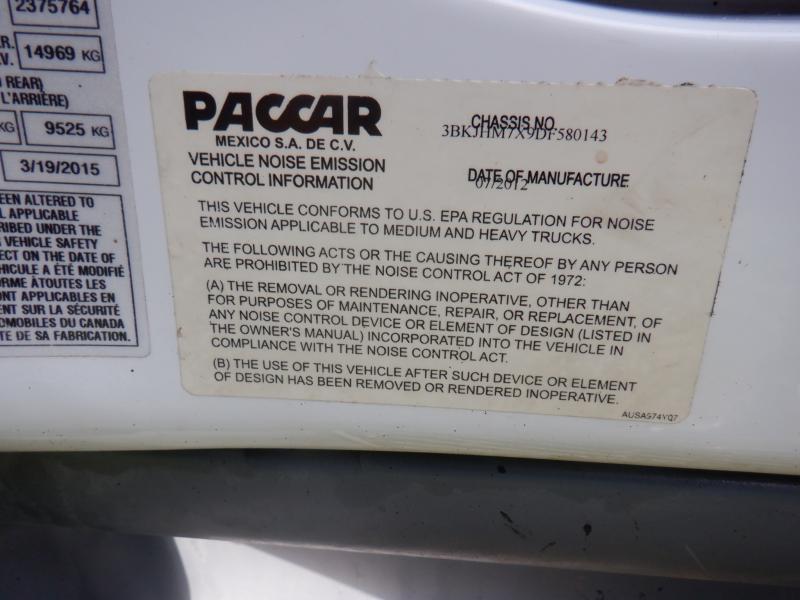 2375764
14969 KG
REAR)
L'ARRIÈRE)
KG 9525 KG
3/19/2015
EEN ALTERED TO
APPLICABLE
RIBED UNDER THE
VEHICLE SAFETY
ECT ON THE DATE OF
HICULE A ÉTÉ MODIFIÉ
ORME ÀTOUTES LES
ONT APPLICABLES EN
ENT SUR LA SÉCURITÉ
OMOBILES DU CANADA
TE DE SA FABRICATION.
PACCAR
MEXICO S.A. DE C.V.
VEHICLE NOISE EMISSION
CONTROL INFORMATION
CHASSIS NO.
3BKJHM7X9DF580143
DATE OF MANUFACTURE
07/2012
THIS VEHICLE CONFORMS TO U.S. EPA REGULATION FOR NOISE
EMISSION APPLICABLE TO MEDIUM AND HEAVY TRUCKS.
THE FOLLOWING ACTS OR THE CAUSING THEREOF BY ANY PERSON
ARE PROHIBITED BY THE NOISE CONTROL ACT OF 1972:
(A) THE REMOVAL OR RENDERING INOPERATIVE, OTHER THAN
FOR PURPOSES OF MAINTENANCE, REPAIR, OR REPLACEMENT, OF
ANY NOISE CONTROL DEVICE OR ELEMENT OF DESIGN (LISTED IN
THE OWNER'S MANUAL) INCORPORATED INTO THE VEHICLE IN
COMPLIANCE WITH THE NOISE CONTROL ACT.
(B) THE USE OF THIS VEHICLE AFTER SUCH DEVICE OR ELEMENT
OF DESIGN HAS BEEN REMOVED OR RENDERED INOPERATIVE.
AUSA974Y07